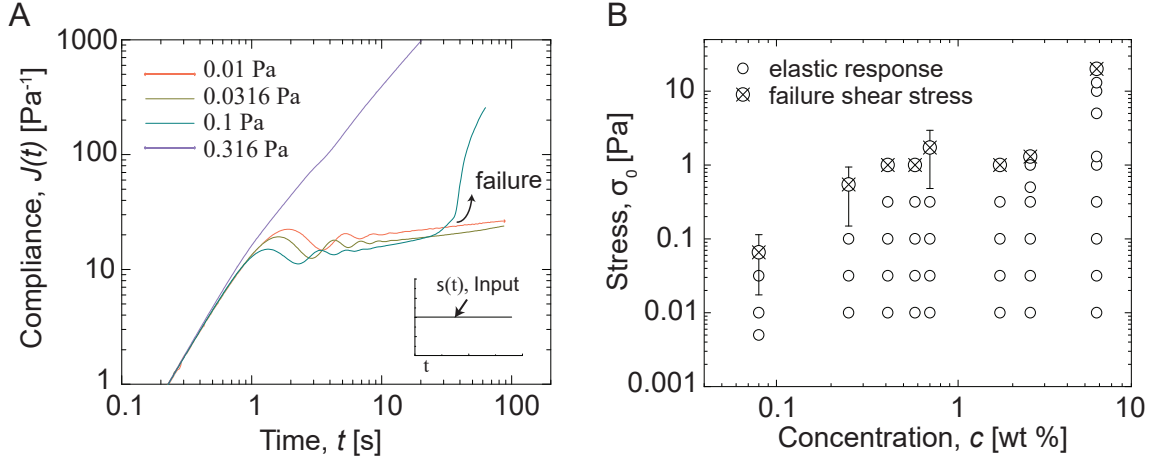 A
Compliance, J(t) [Pa⁻¹]
1000
100
10
1
0.01 Pa
0.0316 Pa
0.1 Pa
0.316 Pa
failure
s(t), Input
t
0.1
1
10
100
Time, t [s]
B
Stress, σ₀ [Pa]
10
1
0.1
0.01
0.001
elastic response
failure shear stress
0.1
1
10
Concentration, c [wt %]